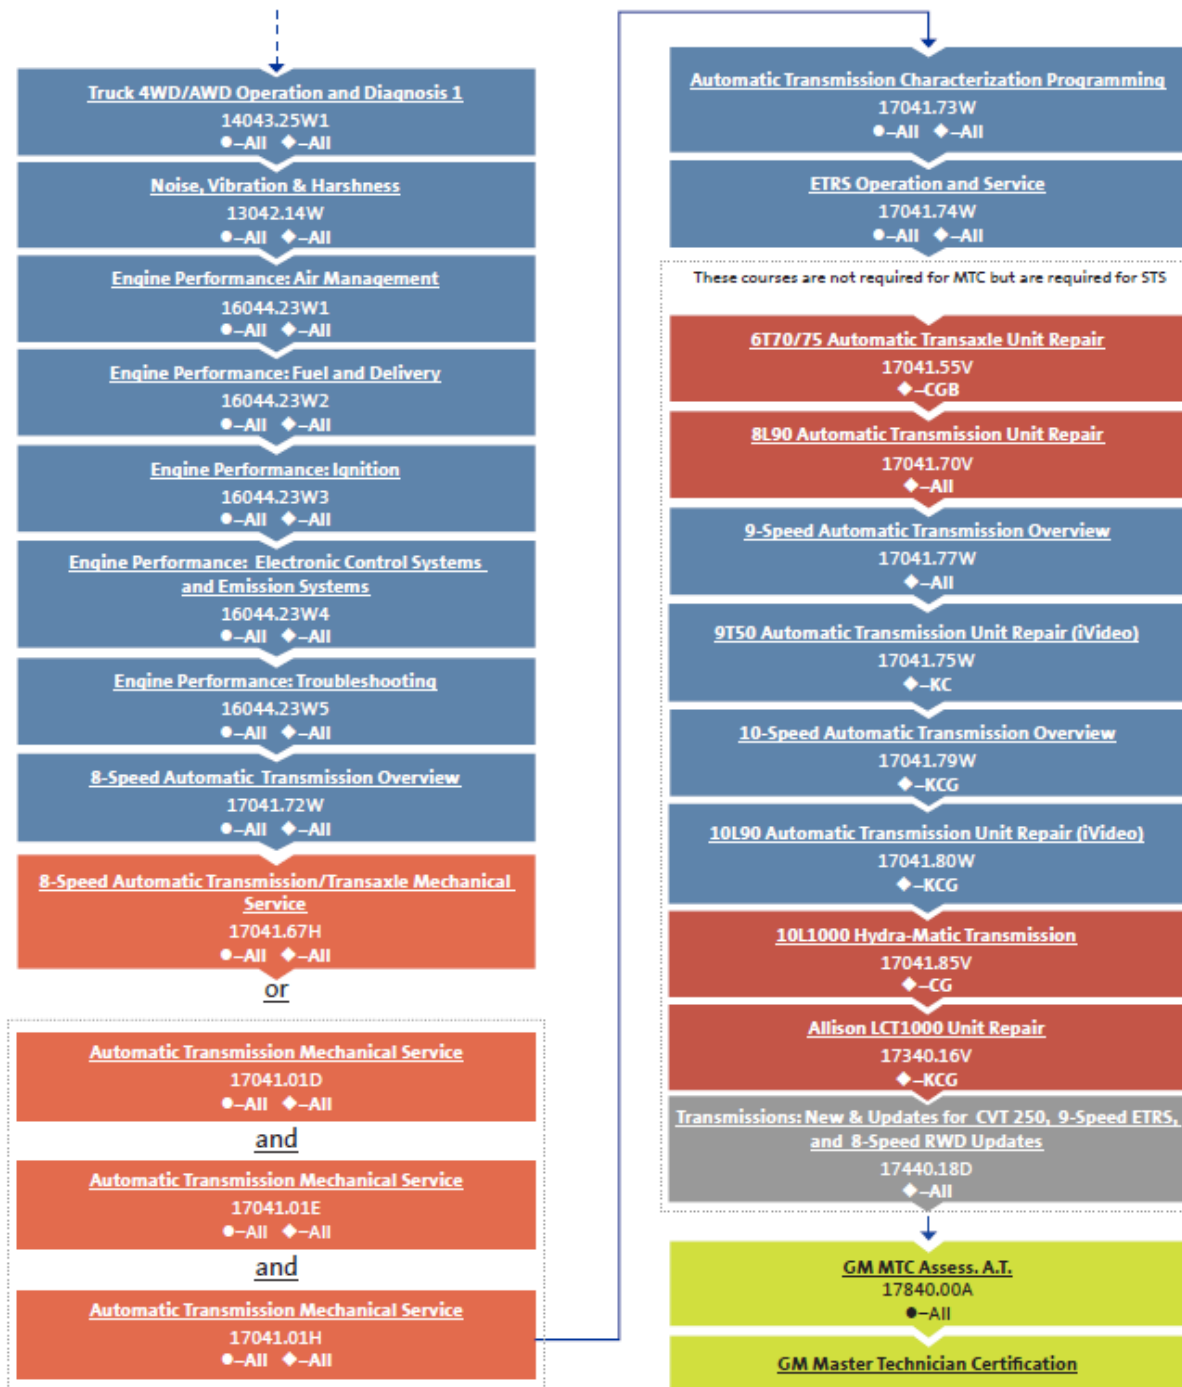 Truck 4WD/AWD Operation and Diagnosis 1
14043.25W1
●–All ◆–All
Noise, Vibration & Harshness
13042.14W
●–All ◆–All
Engine Performance: Air Management
16044.23W1
●–All ◆–All
Engine Performance: Fuel and Delivery
16044.23W2
●–All ◆–All
Engine Performance: Ignition
16044.23W3
●–All ◆–All
Engine Performance: Electronic Control Systems
and Emission Systems
16044.23W4
●–All ◆–All
Engine Performance: Troubleshooting
16044.23W5
●–All ◆–All
8-Speed Automatic Transmission Overview
17041.72W
●–All ◆–All
8-Speed Automatic Transmission/Transaxle Mechanical
Service
17041.67H
●–All ◆–All
or
Automatic Transmission Mechanical Service
17041.01D
●–All ◆–All
and
Automatic Transmission Mechanical Service
17041.01E
●–All ◆–All
and
Automatic Transmission Mechanical Service
17041.01H
●–All ◆–All
Automatic Transmission Characterization Programming
17041.73W
●–All ◆–All
ETRS Operation and Service
17041.74W
●–All ◆–All
These courses are not required for MTC but are required for STS
6T70/75 Automatic Transaxle Unit Repair
17041.55V
◆–CGB
8L90 Automatic Transmission Unit Repair
17041.70V
◆–All
9-Speed Automatic Transmission Overview
17041.77W
◆–All
9T50 Automatic Transmission Unit Repair (iVideo)
17041.75W
◆–KC
10-Speed Automatic Transmission Overview
17041.79W
◆–KCG
10L90 Automatic Transmission Unit Repair (iVideo)
17041.80W
◆–KCG
10L1000 Hydra-Matic Transmission
17041.85V
◆–CG
Allison LCT1000 Unit Repair
17340.16V
◆–KCG
Transmissions: New & Updates for CVT 250, 9-Speed ETRS,
and 8-Speed RWD Updates
17440.18D
◆–All
GM MTC Assess. A.T.
17840.00A
●–All
GM Master Technician Certification